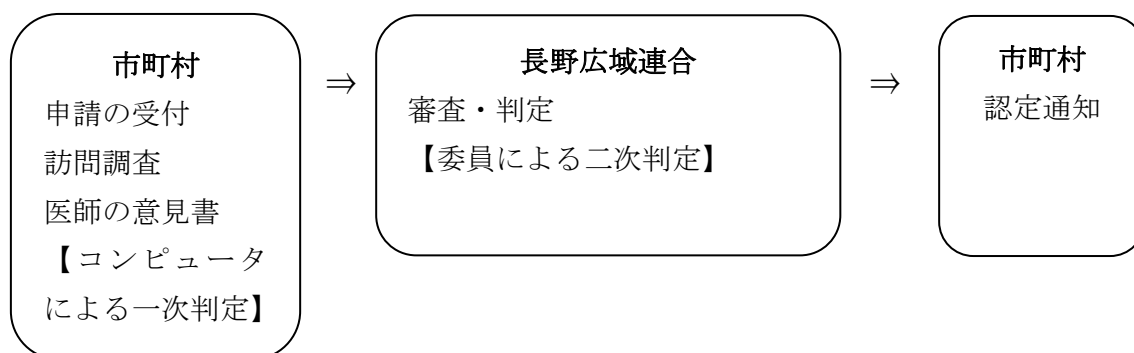 市町村
申請の受付
訪問調査
医師の意見書
【コンピュータ
による一次判定】
⇒
長野広域連合
審査・判定
【委員による二次判定】
⇒
市町村
認定通知